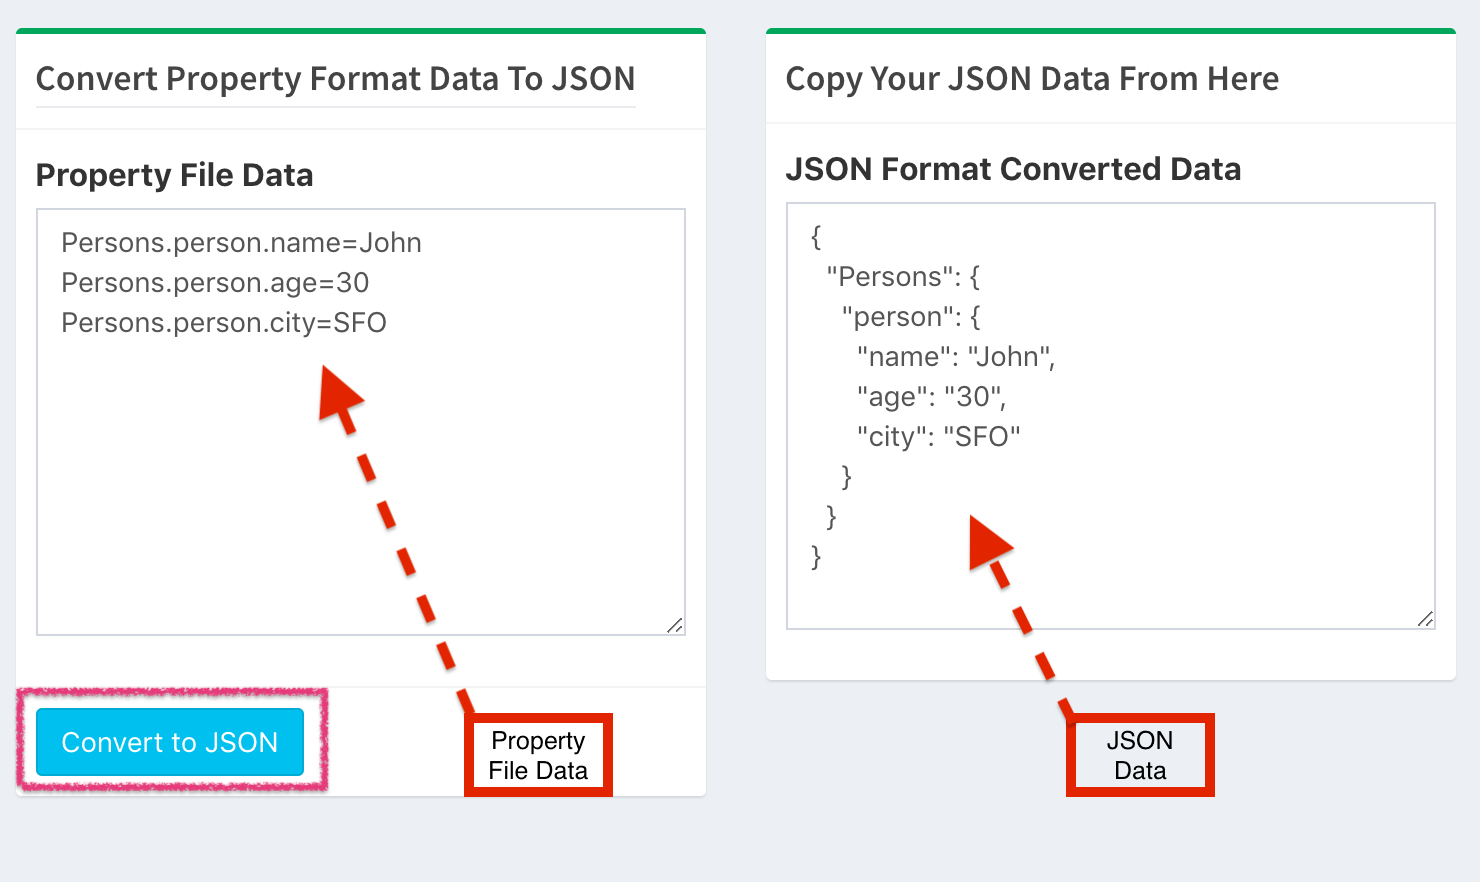 Convert Property Format Data To JSON
Property File Data
Persons.person.name=John
Persons.person.age=30
Persons.person.city=SFO
Convert to JSON
Property
File Data
Copy Your JSON Data From Here
JSON Format Converted Data
{
"Persons": {
"person": {
"name": "John",
"age": "30",
"city": "SFO"
}
}
}
JSON
Data